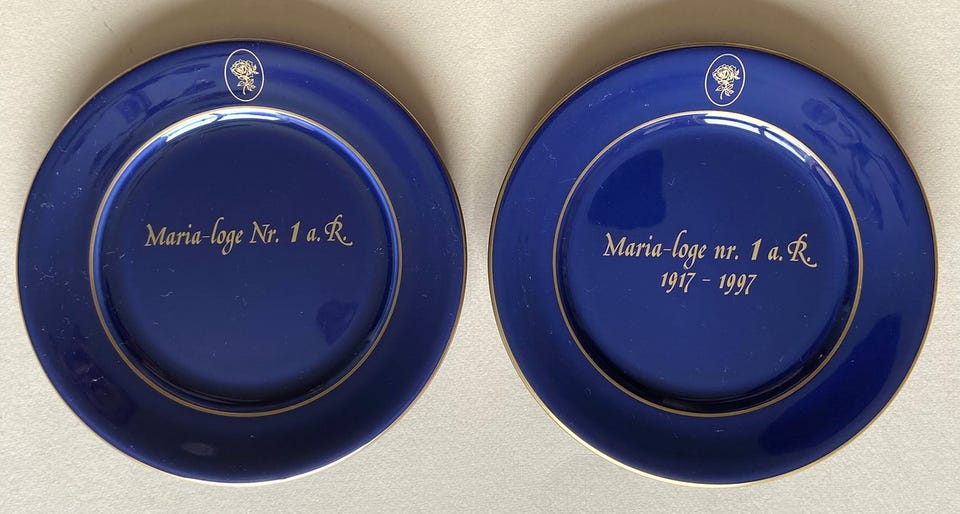 Maria-loge Nr. 1 a. R.
Maria-loge nr. 1 a. R.
1917 - 1997